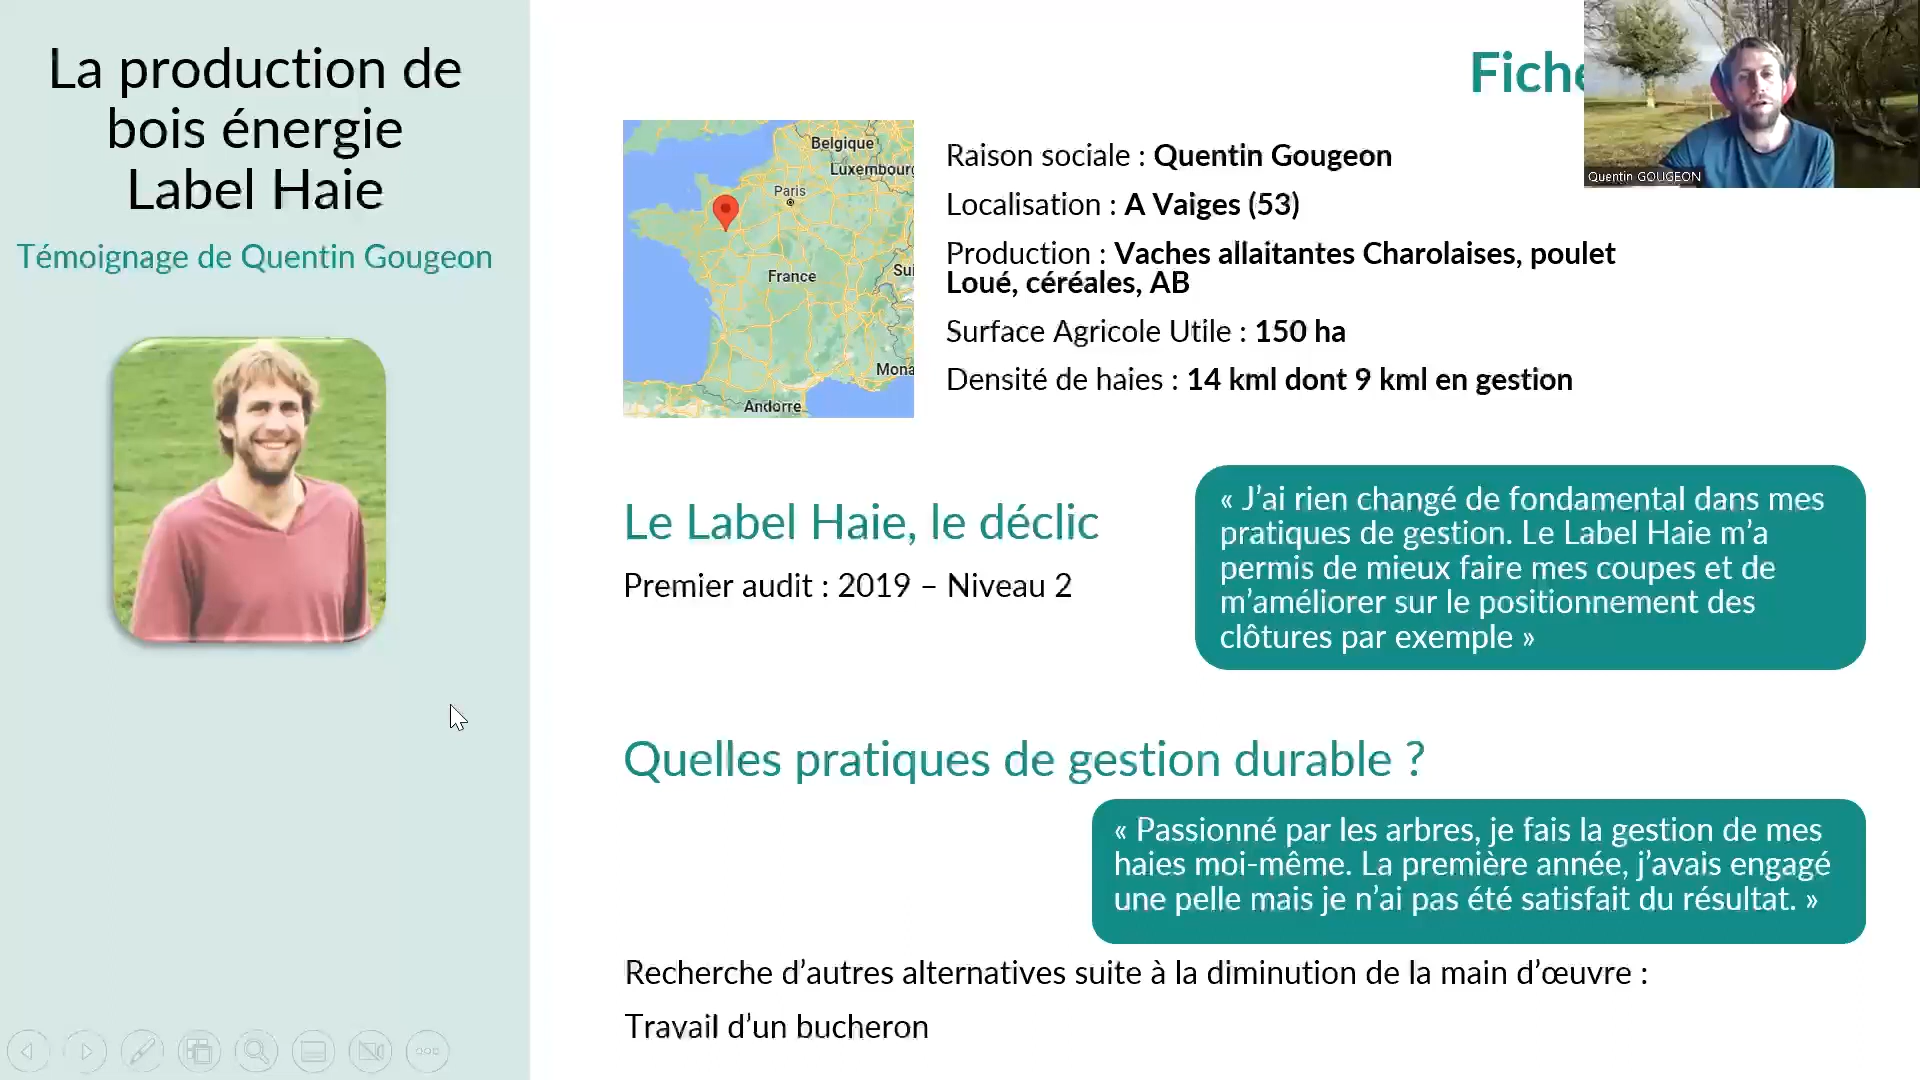 La production de
bois énergie
Label Haie
Témoignage de Quentin Gougeon
Fiche
Quentin GOUGEON
Belgique
Luxembourg
Paris
France
Sui
Mona
Andorre
Raison sociale : Quentin Gougeon
Localisation : A Vaiges (53)
Production : Vaches allaitantes Charolaises, poulet
Loué, céréales, AB
Surface Agricole Utile : 150 ha
Densité de haies : 14 kml dont 9 kml en gestion
Le Label Haie, le déclic
Premier audit : 2019 – Niveau 2
« J’ai rien changé de fondamental dans mes
pratiques de gestion. Le Label Haie m’a
permis de mieux faire mes coupes et de
m’améliorer sur le positionnement des
clôtures par exemple »
Quelles pratiques de gestion durable ?
« Passionné par les arbres, je fais la gestion de mes
haies moi-même. La première année, j’avais engagé
une pelle mais je n’ai pas été satisfait du résultat. »
Recherche d’autres alternatives suite à la diminution de la main d’œuvre :
Travail d’un bucheron